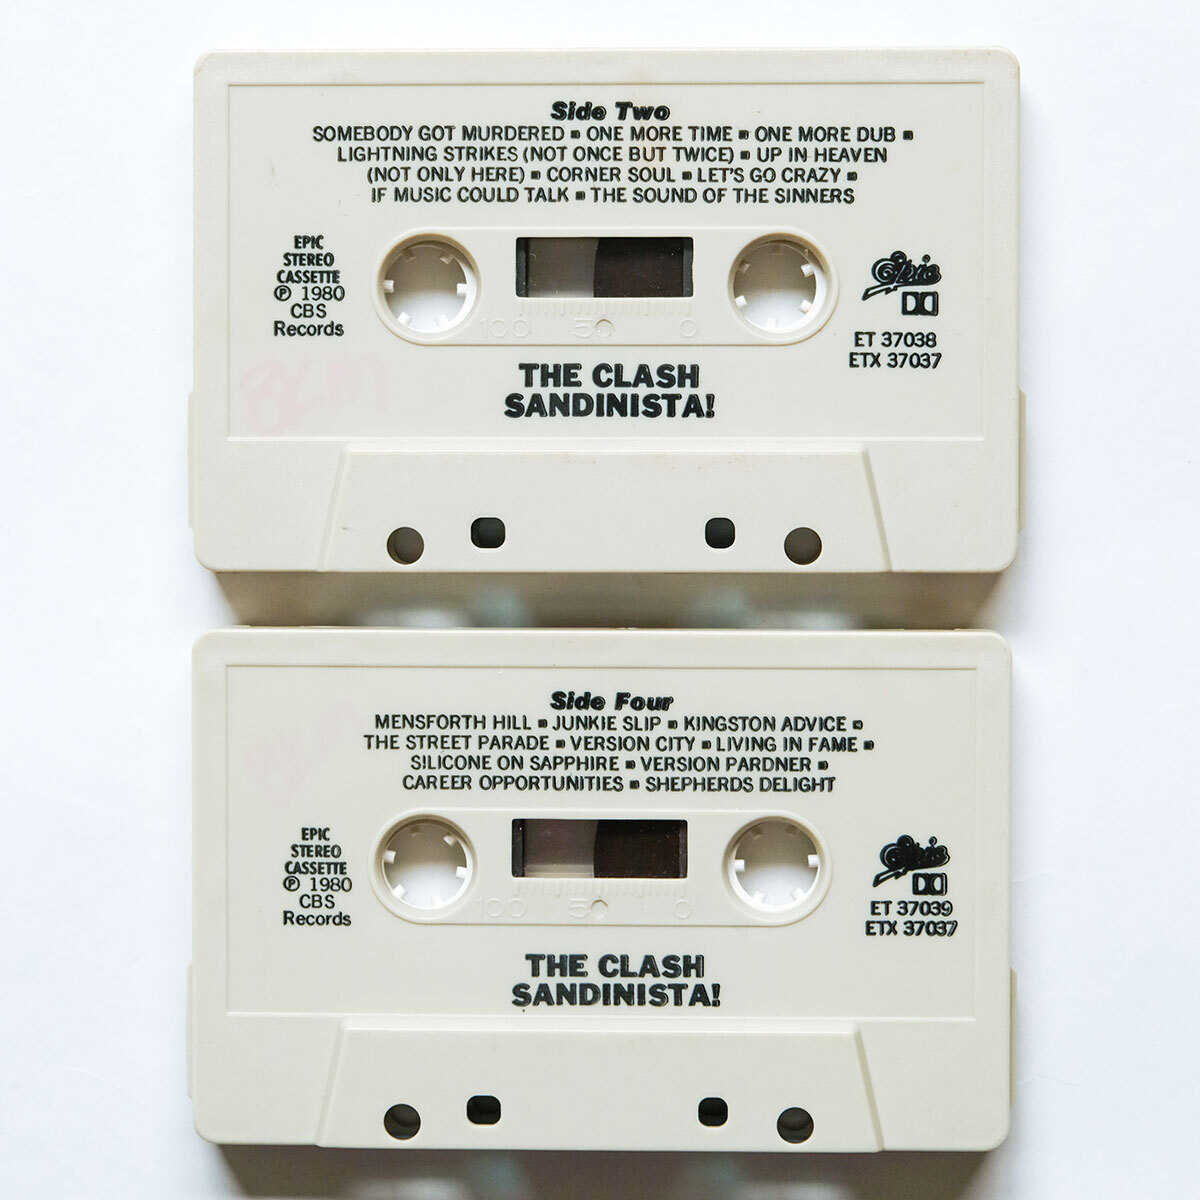 Side Two
SOMEBODY GOT MURDERED ▪ ONE MORE TIME ▪ ONE MORE DUB ▪
LIGHTNING STRIKES (NOT ONCE BUT TWICE) ▪ UP IN HEAVEN
(NOT ONLY HERE) ▪ CORNER SOUL ▪ LET'S GO CRAZY ▪
IF MUSIC COULD TALK ▪ THE SOUND OF THE SINNERS
EPIC
STEREO
CASSETTE
℗ 1980
CBS
Records
100 50 0
Epic
ET 37038
ETX 37037
BLM
THE CLASH
SANDINISTA!
Side Four
MENSFORTH HILL ▪ JUNKIE SLIP ▪ KINGSTON ADVICE ▪
THE STREET PARADE ▪ VERSION CITY ▪ LIVING IN FAME ▪
SILICONE ON SAPPHIRE ▪ VERSION PARDNER ▪
CAREER OPPORTUNITIES ▪ SHEPHERDS DELIGHT
EPIC
STEREO
CASSETTE
℗ 1980
CBS
Records
100 50 0
Epic
ET 37039
ETX 37037
THE CLASH
SANDINISTA!